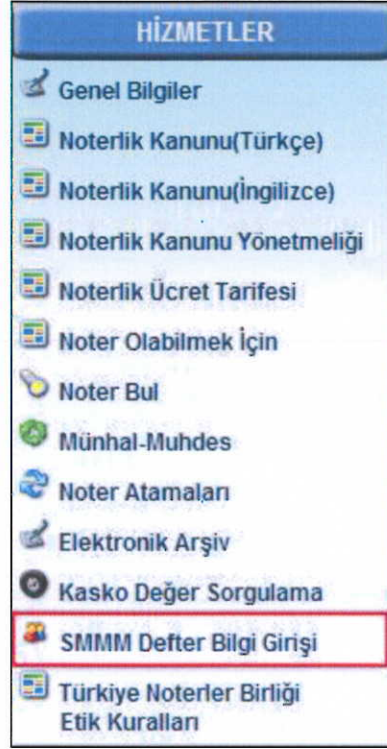 HİZMETLER
Genel Bilgiler
Noterlik Kanunu(Türkçe)
Noterlik Kanunu(İngilizce)
Noterlik Kanunu Yönetmeliği
Noterlik Ücret Tarifesi
Noter Olabilmek İçin
Noter Bul
Münhal-Muhdes
Noter Atamaları
Elektronik Arşiv
Kasko Değer Sorgulama
SMMM Defter Bilgi Girişi
Türkiye Noterler Birliği
Etik Kuralları